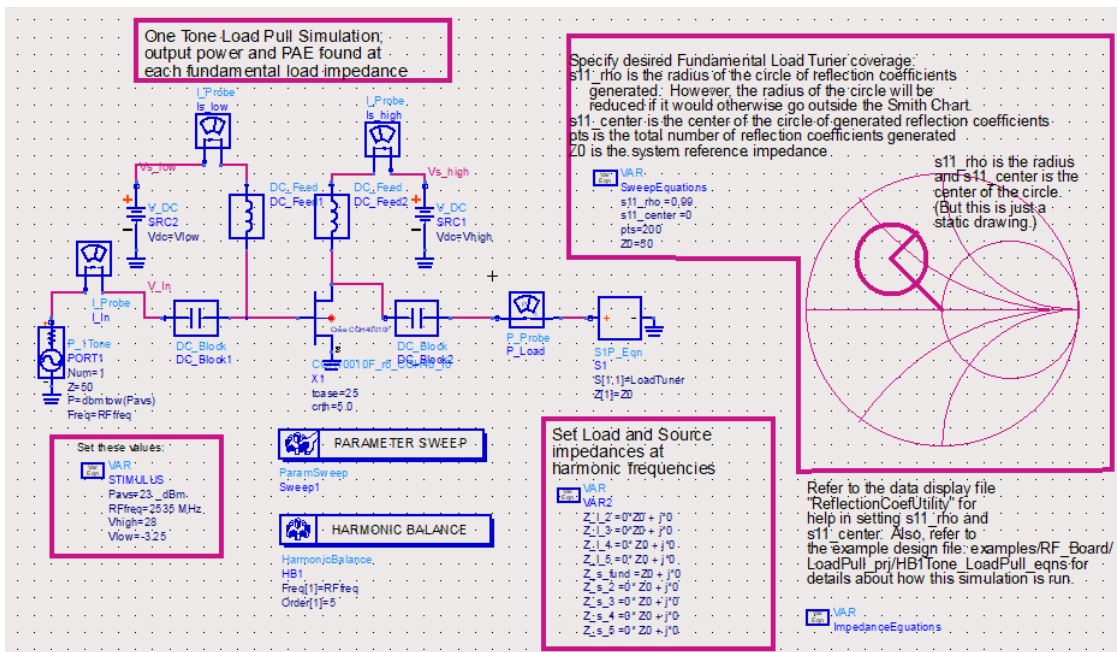 One Tone Load Pull Simulation;
output power and PAE found at
each fundamental load impedance
Specify desired Fundamental Load Tuner coverage:
s11_rho is the radius of the circle of reflection coefficients
generated. However, the radius of the circle will be
reduced if it would otherwise go outside the Smith Chart.
s11_center is the center of the circle of generated reflection coefficients
pts is the total number of reflection coefficients generated
Z0 is the system reference impedance
Var
Eqn
VAR
SweepEquations
s11_rho =0.99
s11_center =0
pts=200
s11_rho is the radius
and s11_center is the
center of the circle.
(But this is just a
static drawing.)
I_Probe
Is_low
I_Probe
Is_high
Vs_low
Vs_high
V_DC
SRC2
Vdc=Vlow
DC_Feed
DC_Feed1
DC_Feed
DC_Feed2
V_DC
SRC1
Vdc=Vhigh
I_Probe
I_In
V_In
P_1Tone
PORT1
Num=1
Z=50
P=dbmtow(Pavs)
Freq=RFfreq
DC_Block
DC_Block1
X1
tcase=25
crth=5.0
DC_Block
DC_Block2
P_Probe
P_Load
S1P_Eqn
S1
S[1,1]=LoadTuner
Z[1]=Z0
Set these values:
Var
Eqn
VAR
STIMULUS
Pavs=23 _dBm
RFfreq=2535 MHz
Vhigh=28
Vlow=-3.25
PARAMETER SWEEP
ParamSweep
Sweep1
HARMONIC BALANCE
HarmonicBalance
HB1
Freq[1]=RFfreq
Order[1]=5
Set Load and Source
impedances at
harmonic frequencies
Var
Eqn
VAR
VAR2
Z_l_2 =0*Z0 + j*0
Z_l_3 =0*Z0 + j*0
Z_l_4 =0* Z0 + j*0
Z_l_5 =0* Z0 + j*0
Z_s_fund =Z0 + j*0
Z_s_2 =0* Z0 + j*0
Z_s_3 =0* Z0 + j*0
Z_s_4 =0* Z0 + j*0
Z_s_5 =0* Z0 + j*0
Refer to the data display file
"ReflectionCoefUtility" for
help in setting s11_rho and
s11_center. Also, refer to
the example design file: examples/RF_Board/
LoadPull_prj/HB1Tone_LoadPull_eqns for
details about how this simulation is run.
Var
Eqn
VAR
ImpedanceEquations